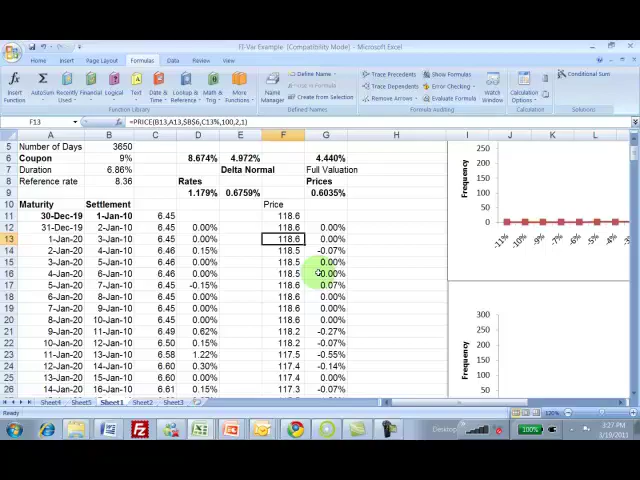 FI-Var Example [Compatibility Mode] - Microsoft Excel
Home Insert Page Layout Formulas Data Review View
Insert Function AutoSum Recently Used Financial Logical Text Date & Time Lookup & Reference Math & Trig More Functions Name Manager Define Name Create from Selection Trace Precedents Trace Dependents Remove Arrows Show Formulas Error Checking Watch Window Calculation Options Conditional Sum
Function Library Defined Names Formula Auditing Calculation Solutions
F13 =PRICE(B13,A13,$B$6,C13%,100,2,1)
A B C D E F G H I J K L
5 Number of Days 3650
6 Coupon 9% 8.674% 4.972% 4.440%
7 Duration 6.86% Delta Normal Full Valuation
8 Reference rate 8.36 Rates Prices
9 1.179% 0.6759% 0.6035%
10 Maturity Settlement Price
11 30-Dec-19 1-Jan-10 6.45 118.6
12 31-Dec-19 2-Jan-10 6.45 0.00% 118.6 0.00%
13 1-Jan-20 3-Jan-10 6.45 0.00% 118.6 0.00%
14 2-Jan-20 4-Jan-10 6.46 0.15% 118.5 -0.07%
15 3-Jan-20 5-Jan-10 6.46 0.00% 118.5 0.00%
16 4-Jan-20 6-Jan-10 6.46 0.00% 118.5 0.00%
17 5-Jan-20 7-Jan-10 6.45 -0.15% 118.6 0.07%
18 6-Jan-20 8-Jan-10 6.45 0.00% 118.6 0.00%
19 7-Jan-20 9-Jan-10 6.45 0.00% 118.6 0.00%
20 8-Jan-20 10-Jan-10 6.45 0.00% 118.6 0.00%
21 9-Jan-20 11-Jan-10 6.49 0.62% 118.2 -0.27%
22 10-Jan-20 12-Jan-10 6.50 0.15% 118.2 -0.07%
23 11-Jan-20 13-Jan-10 6.58 1.22% 117.5 -0.55%
24 12-Jan-20 14-Jan-10 6.60 0.30% 117.4 -0.14%
25 13-Jan-20 15-Jan-10 6.60 0.00% 117.4 0.00%
26 14-Jan-20 16-Jan-10 6.61 0.15% 117.3 -0.07%
250
200
150
100
50
0
Frequency
-11% -9% -8% -7% -6% -5% -4%
300
250
200
150
100
50
Frequency
Sheet4 Sheet5 Sheet1 Sheet2 Sheet3
Ready 120%
Desktop 100% 3:27 PM
3/19/2011